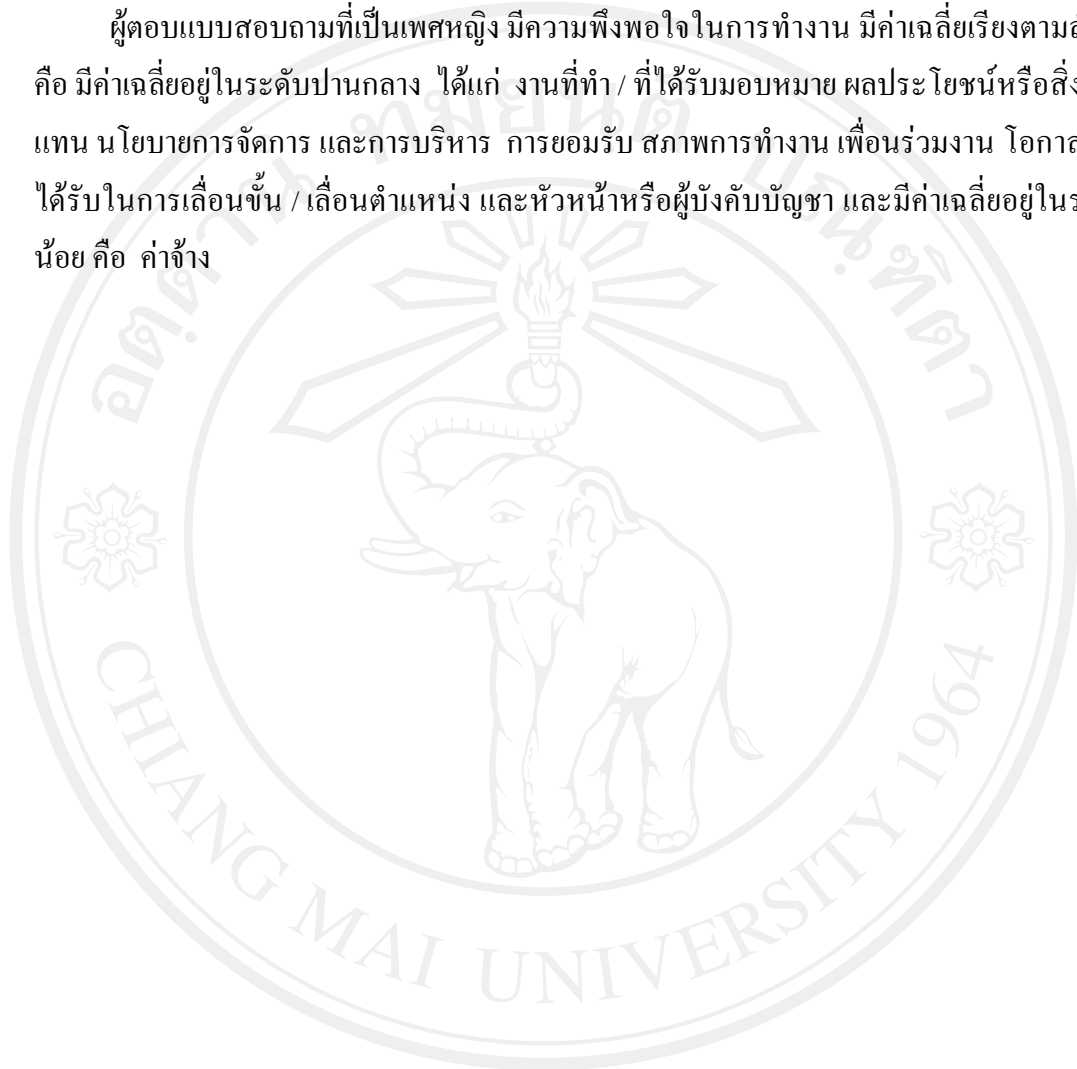 ผู้ตอบแบบสอบถามที่เป็นเพศหญิง มีความพึงพอใจในการทำงาน มีค่าเฉลี่ยเรียงตาม
คือ มีค่าเฉลี่ยอยู่ในระดับปานกลาง ได้แก่ งานที่ทำ / ที่ได้รับมอบหมาย ผลประโยชน์หรือสิ่ง
แทน นโยบายการจัดการ และการบริหาร การยอมรับ สภาพการทำงาน เพื่อนร่วมงาน โอกาส
ได้รับในการเลื่อนขั้น / เลื่อนตำแหน่ง และหัวหน้าหรือผู้บังคับบัญชา และมีค่าเฉลี่ยอยู่ใน
น้อย คือ ค่าจ้าง
CHIANG MAI UNIVERSITY 1964